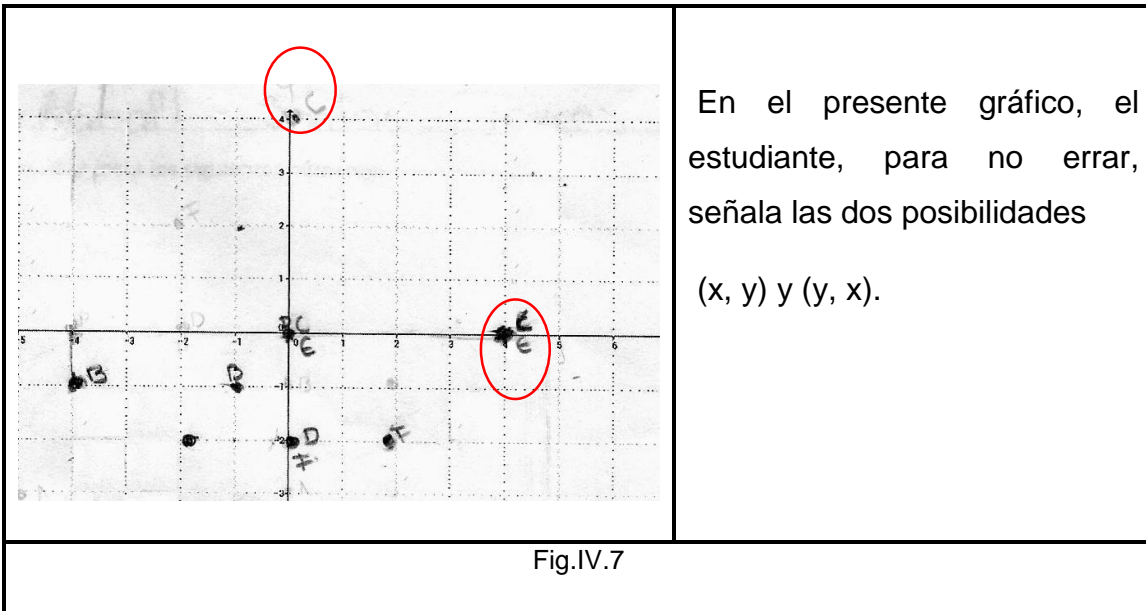 C
4
3
F
2
1
D
C
E
-5
-4
-3
-2
-1
0
1
2
3
4
5
6
E
E
B
B
-1
B
-2
D
F
F
-3
En el presente gráfico, el
estudiante, para no errar,
señala las dos posibilidades
(x, y) y (y, x).
Fig.IV.7